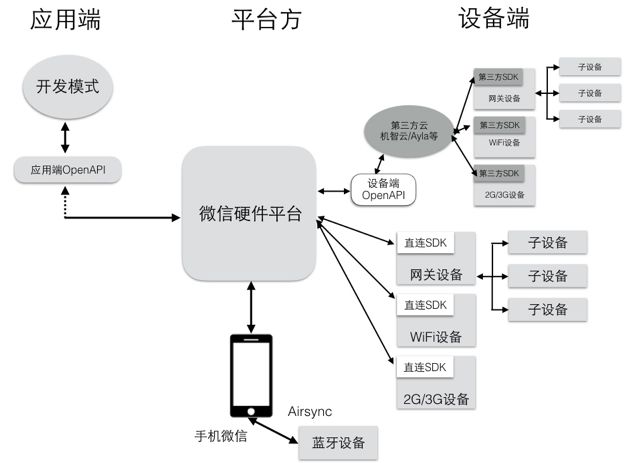 应用端
平台方
设备端
开发模式
应用端OpenAPI
微信硬件平台
第三方云
机智云/Ayla等
设备端
OpenAPI
第三方SDK
网关设备
子设备
子设备
子设备
第三方SDK
WiFi设备
第三方SDK
2G/3G设备
直连SDK
网关设备
子设备
子设备
子设备
直连SDK
WiFi设备
直连SDK
2G/3G设备
手机微信
Airsync
蓝牙设备